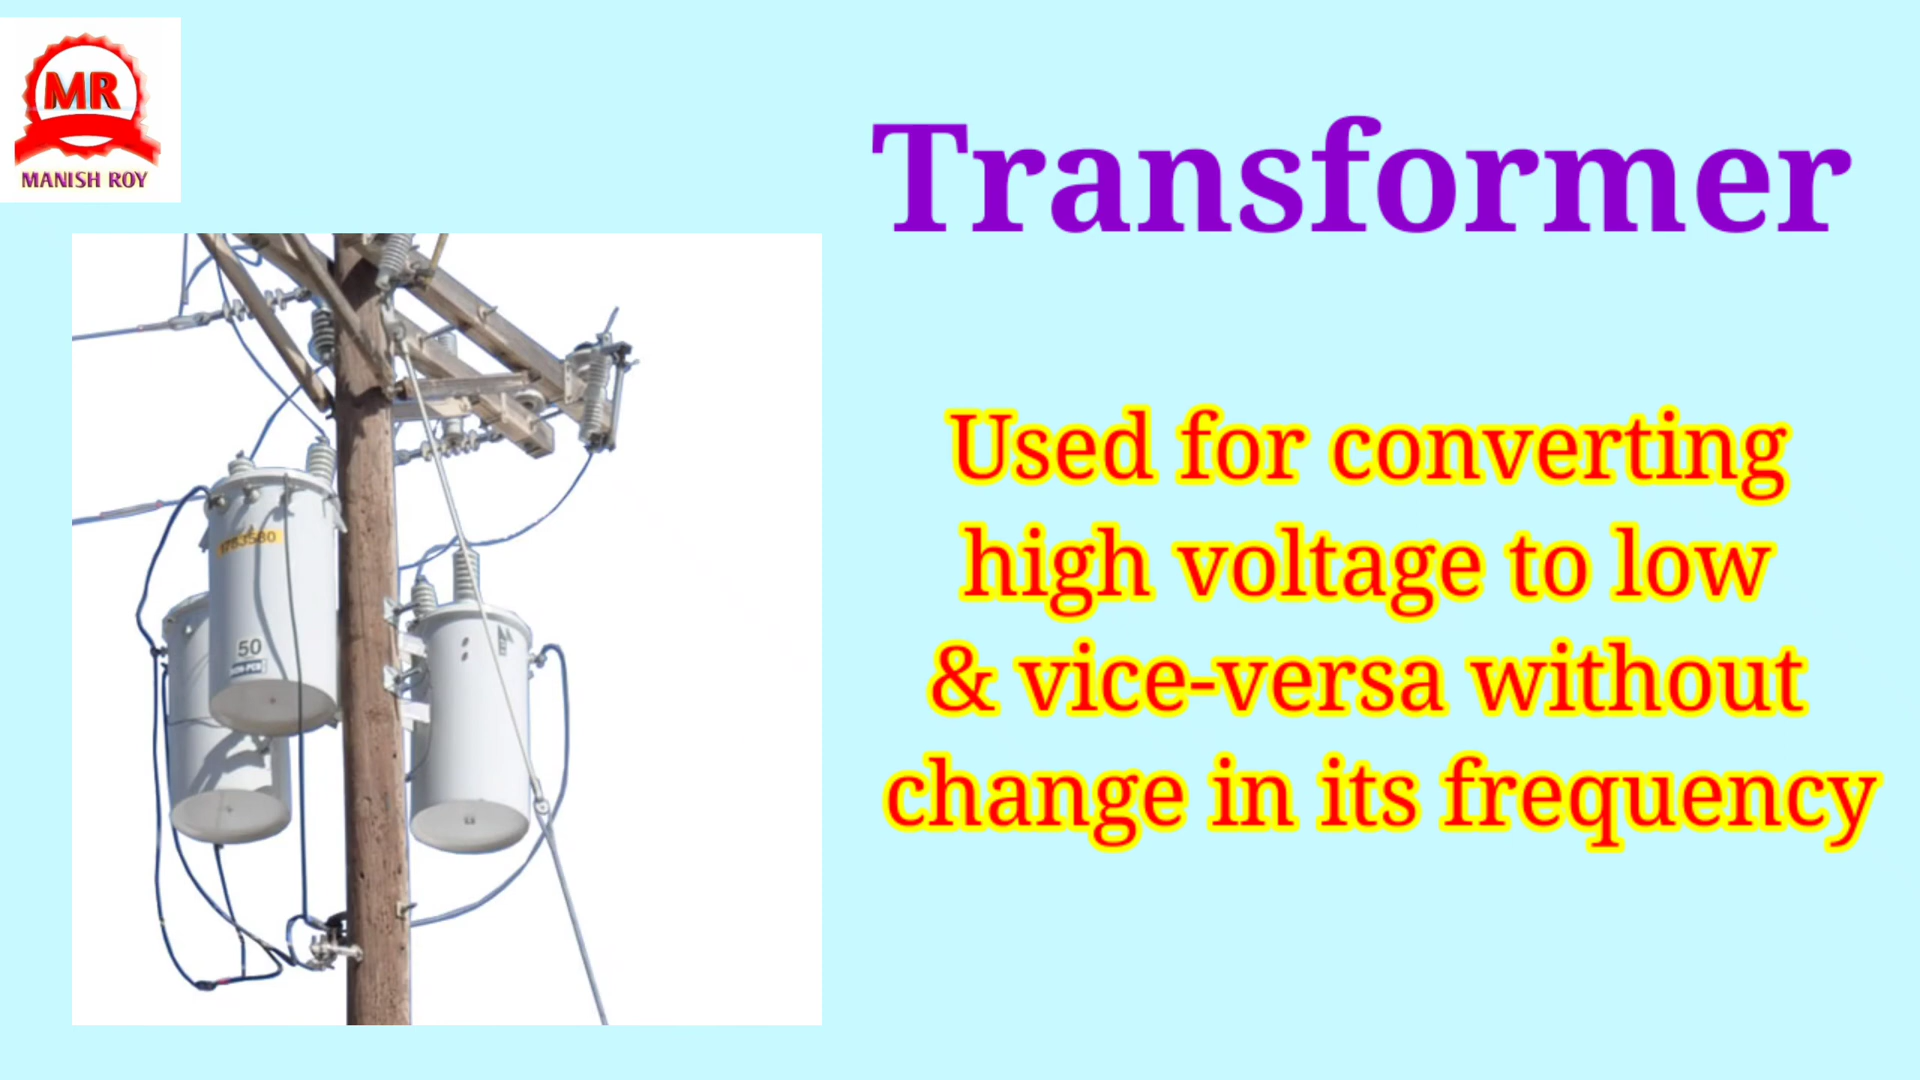 MR
MANISH ROY
Transformer
Used for converting
high voltage to low
& vice-versa without
change in its frequency
50